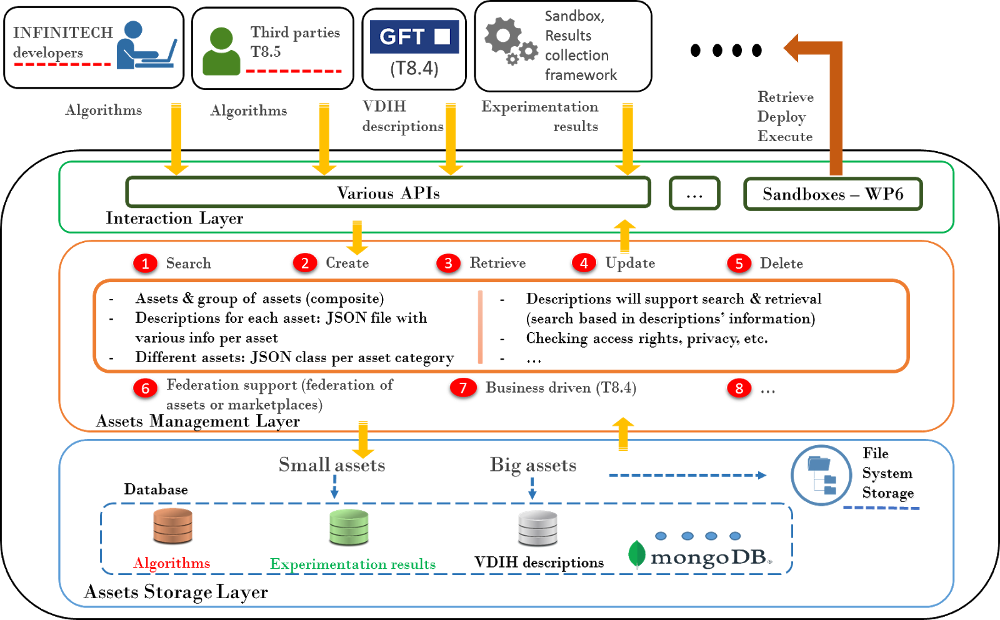 INFINITECH
developers
Third parties
T8.5
GFT
(T8.4)
Sandbox,
Results
collection
framework
Algorithms
Algorithms
VDIH
descriptions
Experimentation
results
Retrieve
Deploy
Execute
Various APIs
...
Sandboxes – WP6
Interaction Layer
1 Search
2 Create
3 Retrieve
4 Update
5 Delete
- Assets & group of assets (composite)
- Descriptions for each asset: JSON file with
various info per asset
- Different assets: JSON class per asset category
- Descriptions will support search & retrieval
(search based in descriptions’ information)
- Checking access rights, privacy, etc.
- ...
6 Federation support (federation of
assets or marketplaces)
7 Business driven (T8.4)
8 ...
Assets Management Layer
Small assets
Big assets
File
System
Storage
Database
Algorithms
Experimentation results
VDIH descriptions
mongoDB®
Assets Storage Layer